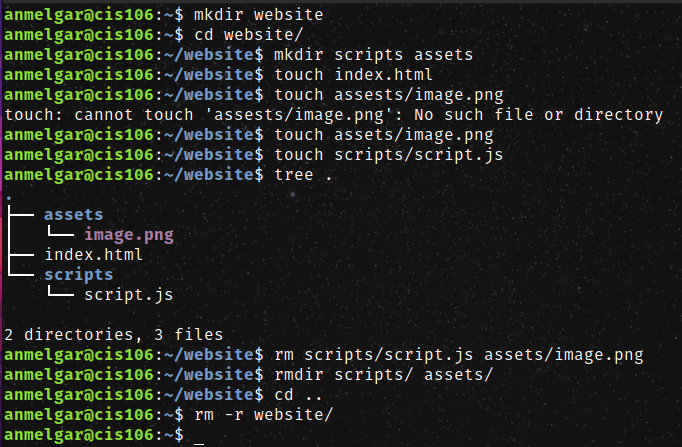 anmelgar@cis106:~$ mkdir website
anmelgar@cis106:~$ cd website/
anmelgar@cis106:~/website$ mkdir scripts assets
anmelgar@cis106:~/website$ touch index.html
anmelgar@cis106:~/website$ touch assests/image.png
touch: cannot touch 'assests/image.png': No such file or directory
anmelgar@cis106:~/website$ touch assets/image.png
anmelgar@cis106:~/website$ touch scripts/script.js
anmelgar@cis106:~/website$ tree .
.
├── assets
│   └── image.png
├── index.html
└── scripts
    └── script.js

2 directories, 3 files
anmelgar@cis106:~/website$ rm scripts/script.js assets/image.png
anmelgar@cis106:~/website$ rmdir scripts/ assets/
anmelgar@cis106:~/website$ cd ..
anmelgar@cis106:~$ rm -r website/
anmelgar@cis106:~$ _